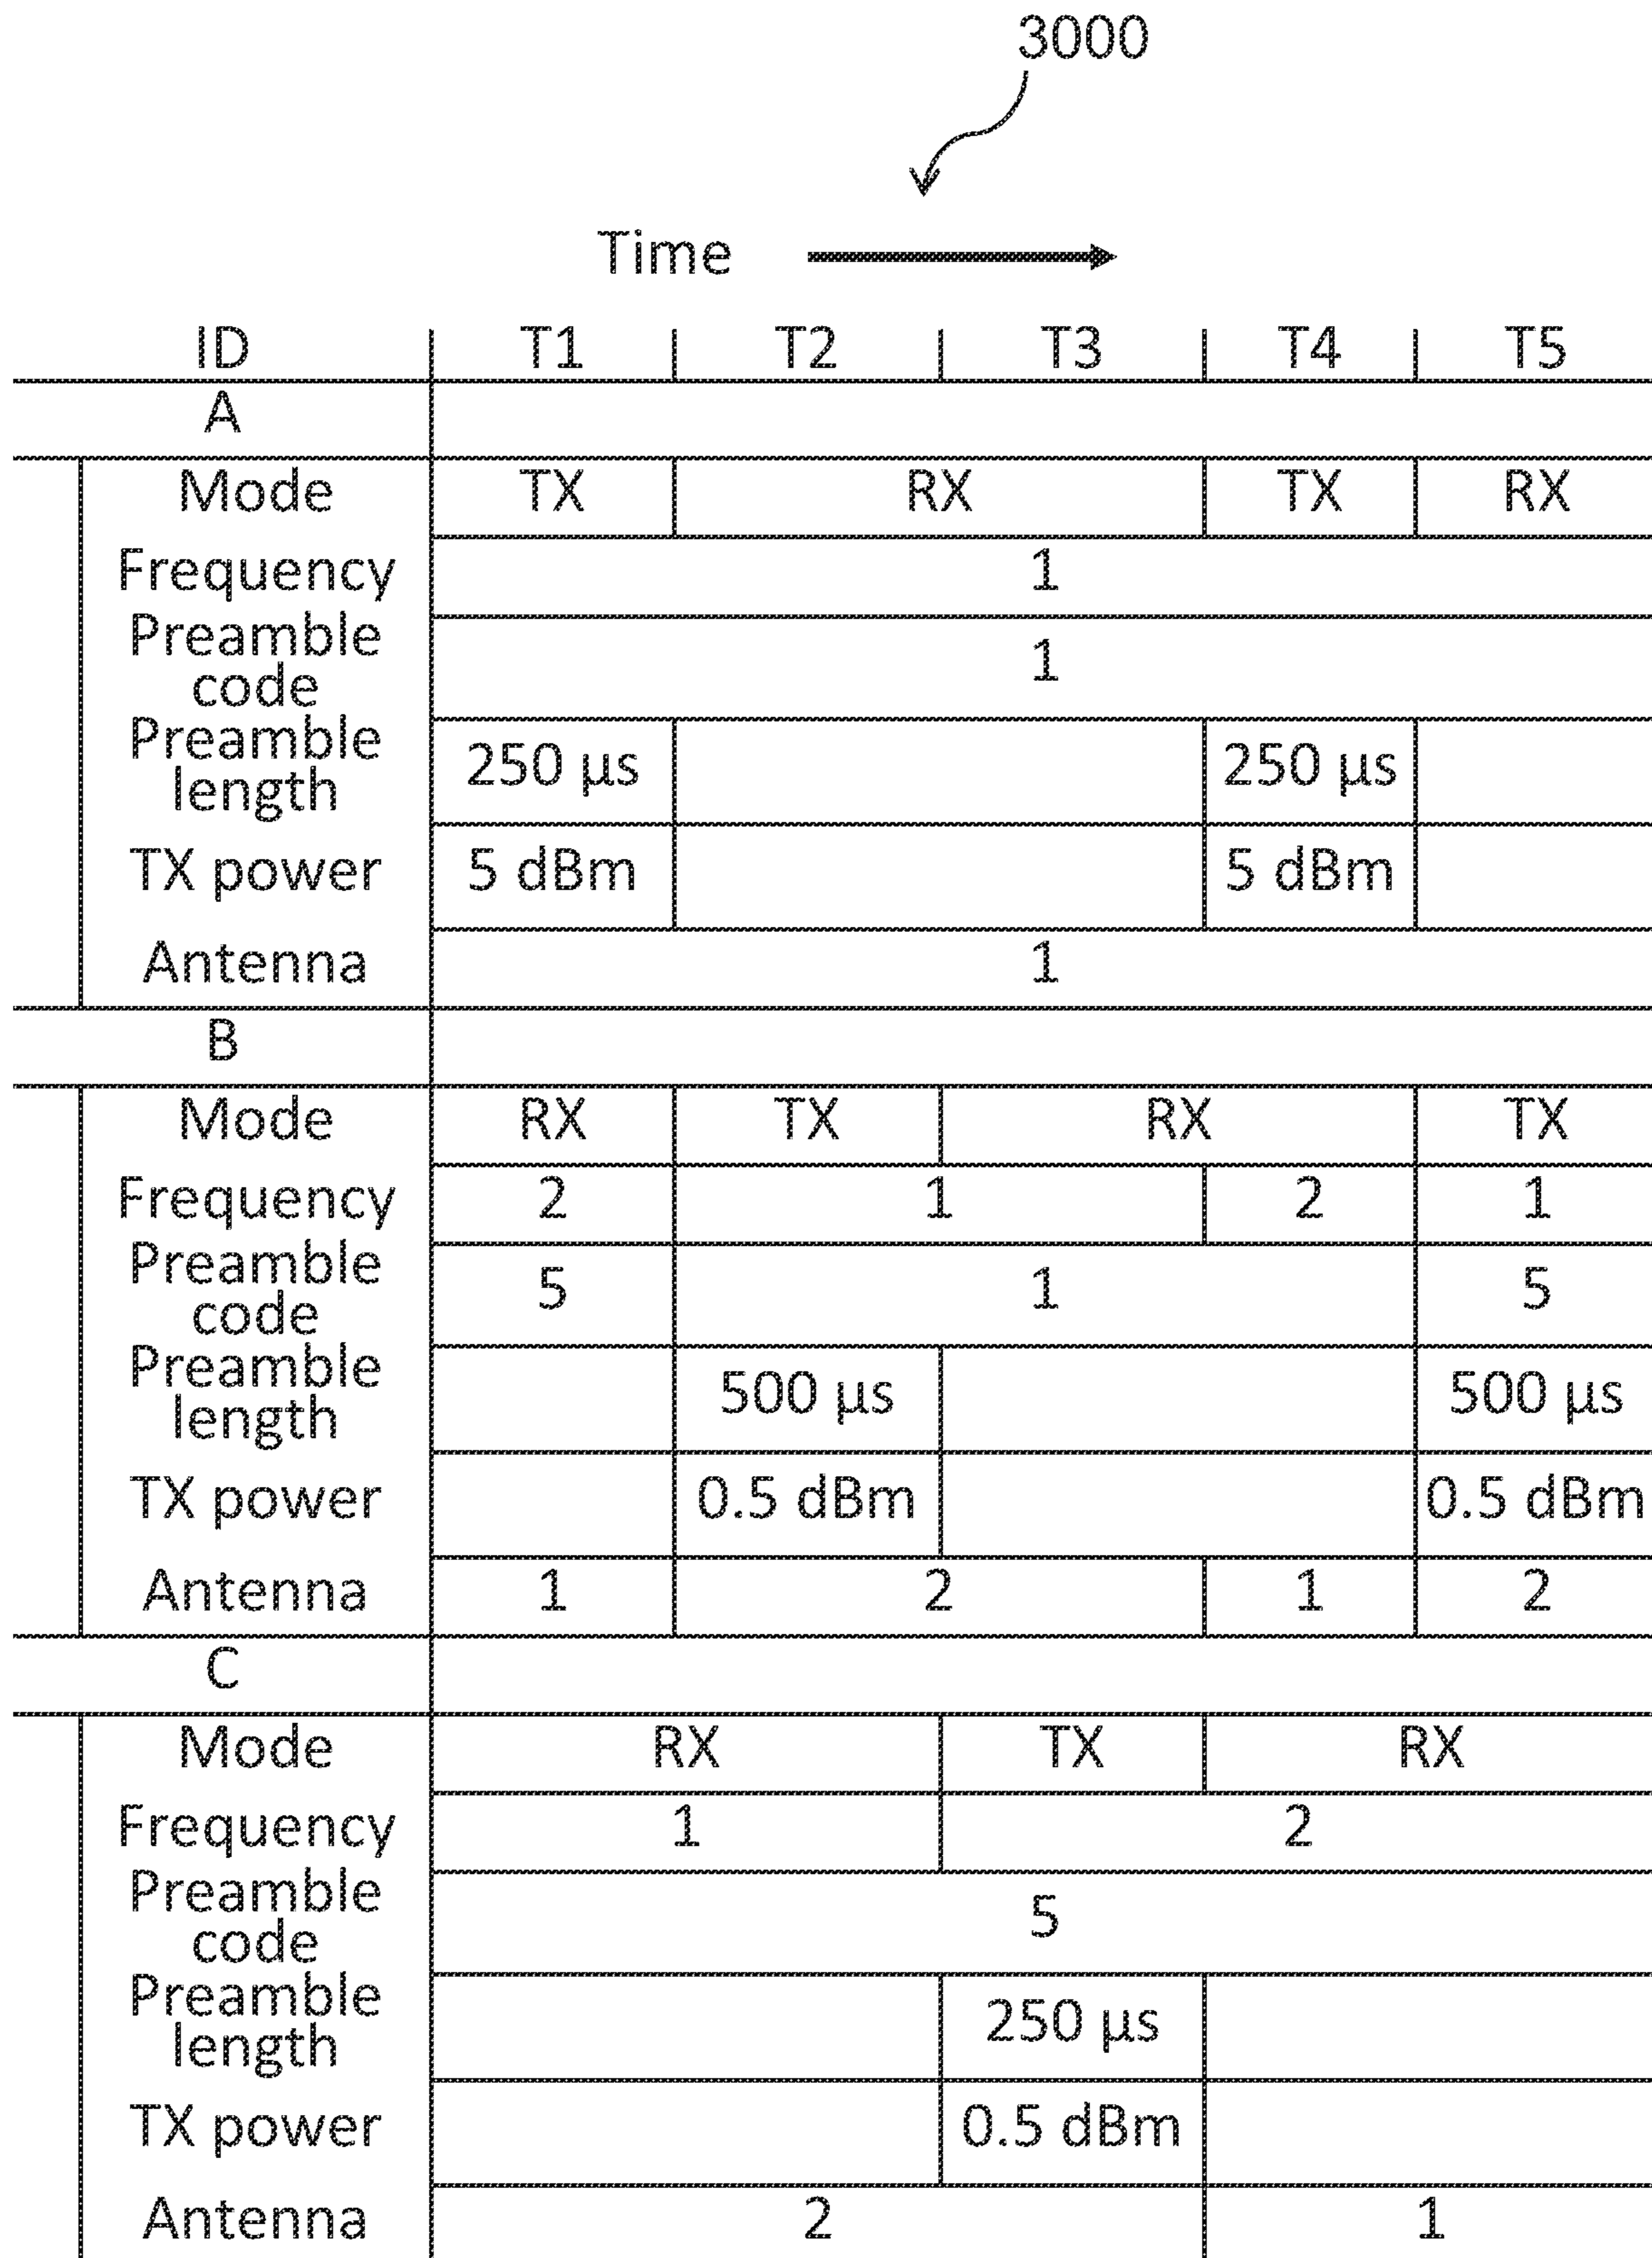 3000
Time
ID T1 T2 T3 T4 T5
A
Mode TX RX TX RX
Frequency 1
Preamble
code 1
Preamble
length 250 μs 250 μs
TX power 5 dBm 5 dBm
Antenna 1
B
Mode RX TX RX TX
Frequency 2 1 2 1
Preamble
code 5 1 5
Preamble
length 500 μs 500 μs
TX power 0.5 dBm 0.5 dBm
Antenna 1 2 1 2
C
Mode RX TX RX
Frequency 1 2
Preamble
code 5
Preamble
length 250 μs
TX power 0.5 dBm
Antenna 2 1